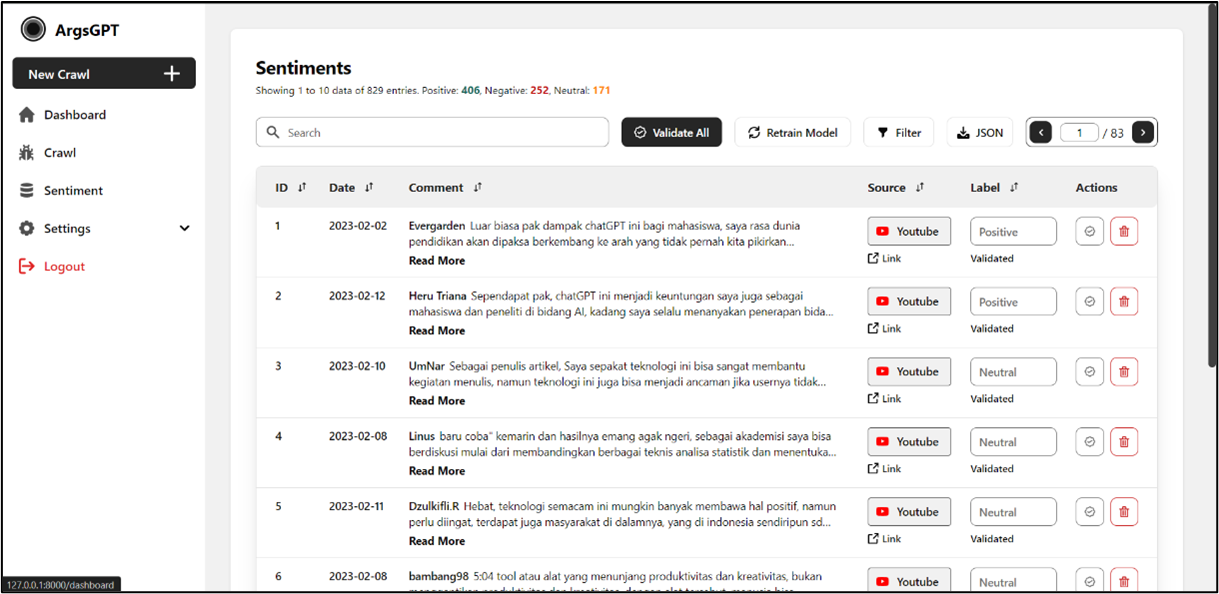 ArgsGPT
New Crawl
Dashboard
Crawl
Sentiment
Settings
Logout
Sentiments
Showing 1 to 10 data of 829 entries. Positive: 406, Negative: 252, Neutral: 171
Search
Validate All
Retrain Model
Filter
JSON
1 / 83
ID Date Comment Source Label Actions
1 2023-02-02 Evergarden Luar biasa pak dampak chatGPT ini bagi mahasiswa, saya rasa dunia
pendidikan akan dipaksa berkembang ke arah yang tidak pernah kita pikirkan...
Read More
Youtube
Link
Positive
Validated
2 2023-02-12 Heru Triana Sependapat pak, chatGPT ini menjadi keuntungan saya juga sebagai
mahasiswa dan peneliti di bidang AI, kadang saya selalu menanyakan penerapan bida...
Read More
Youtube
Link
Positive
Validated
3 2023-02-10 UmNar Sebagai penulis artikel, Saya sepakat teknologi ini bisa sangat membantu
kegiatan menulis, namun teknologi ini juga bisa menjadi ancaman jika usernya tidak...
Read More
Youtube
Link
Neutral
Validated
4 2023-02-08 Linus baru coba" kemarin dan hasilnya emang agak ngeri, sebagai akademisi saya bisa
berdiskusi mulai dari membandingkan berbagai teknis analisa statistik dan menentuka...
Read More
Youtube
Link
Neutral
Validated
5 2023-02-11 Dzulkifli.R Hebat, teknologi semacam ini mungkin banyak membawa hal positif, namun
perlu diingat, terdapat juga masyarakat di dalamnya, yang di indonesia sendiripun sd...
Read More
Youtube
Link
Neutral
Validated
6 2023-02-08 bambang98 5:04 tool atau alat yang menunjang produktivitas dan kreativitas, bukan
Youtube
Neutral
127.0.0.1:8000/dashboard